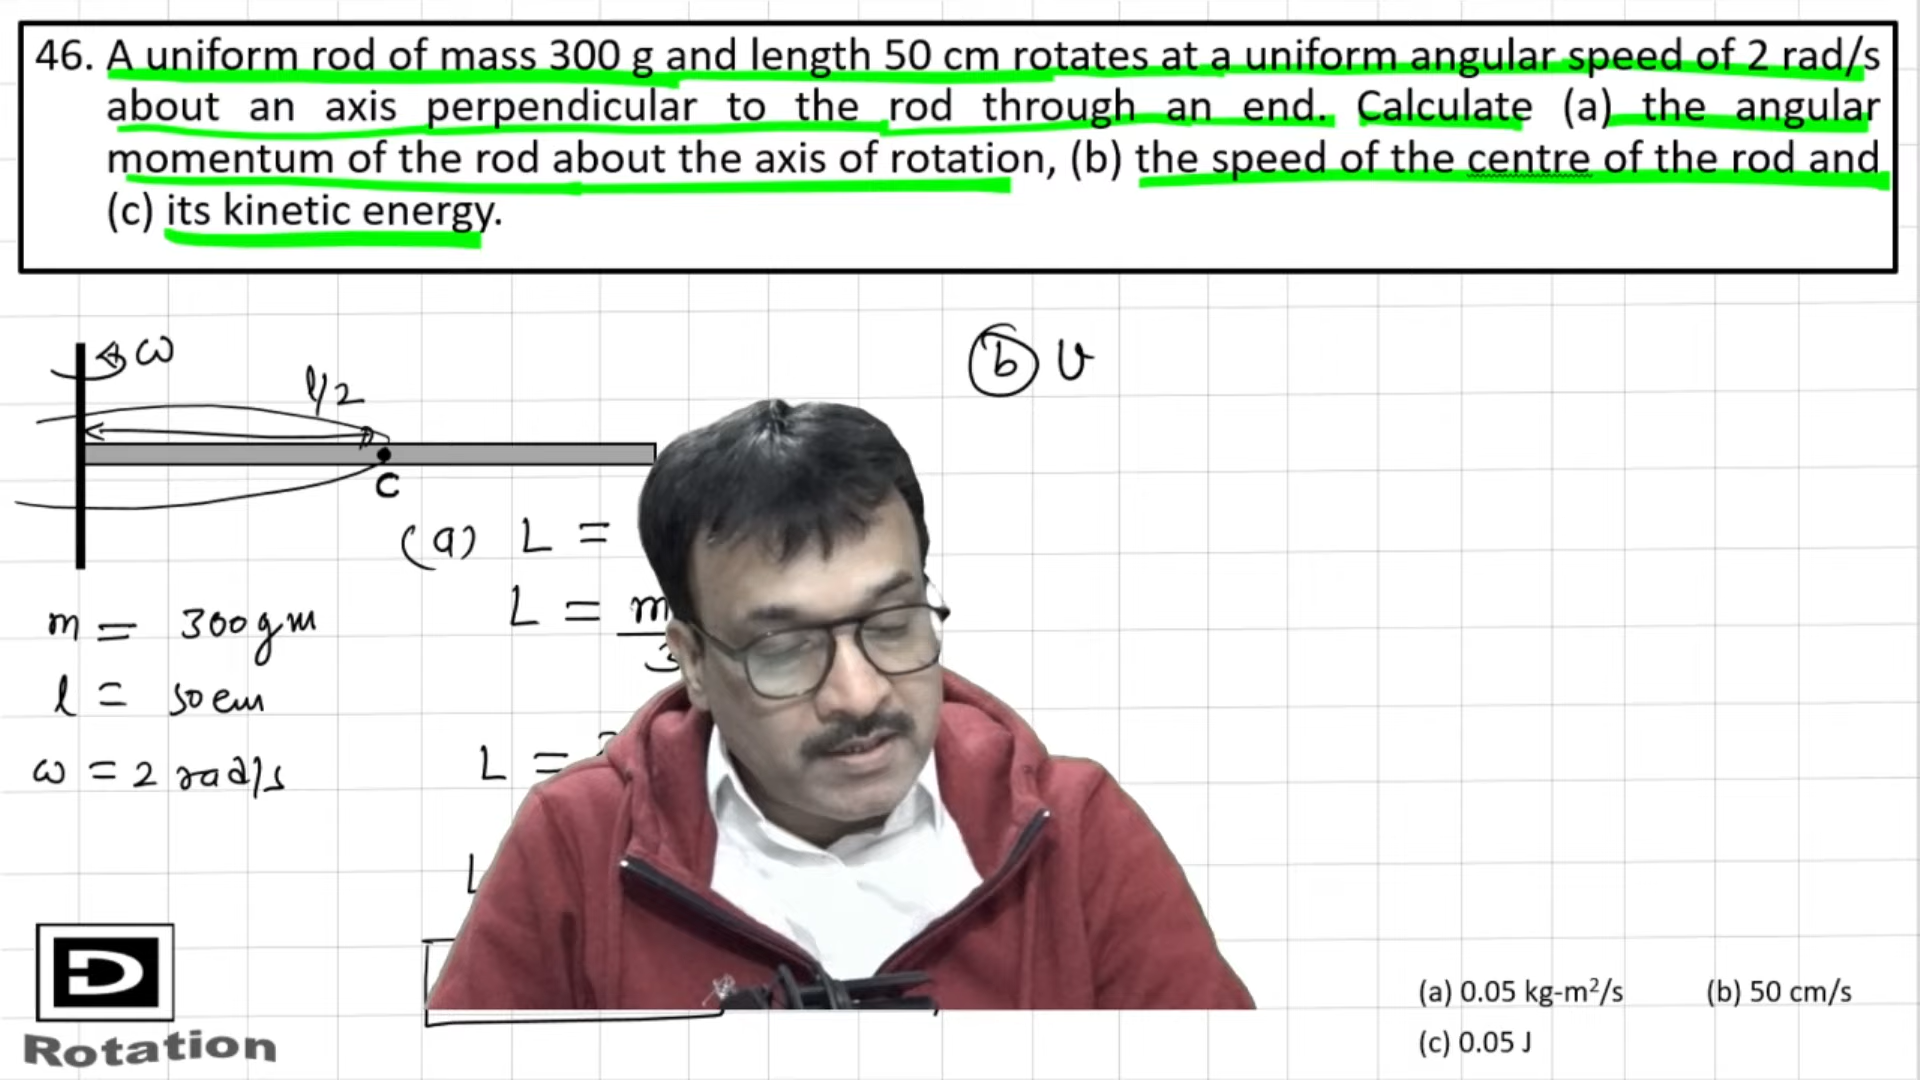 46. A uniform rod of mass 300 g and length 50 cm rotates at a uniform angular speed of 2 rad/s
about an axis perpendicular to the rod through an end. Calculate (a) the angular
momentum of the rod about the axis of rotation, (b) the speed of the centre of the rod and
(c) its kinetic energy.
ω
l/2
C
(b) v
(a) L =
L = m
3
m = 300gm
l = 50 cm
ω = 2 rad/s
L =
L
D
Rotation
(a) 0.05 kg-m²/s (b) 50 cm/s
(c) 0.05 J